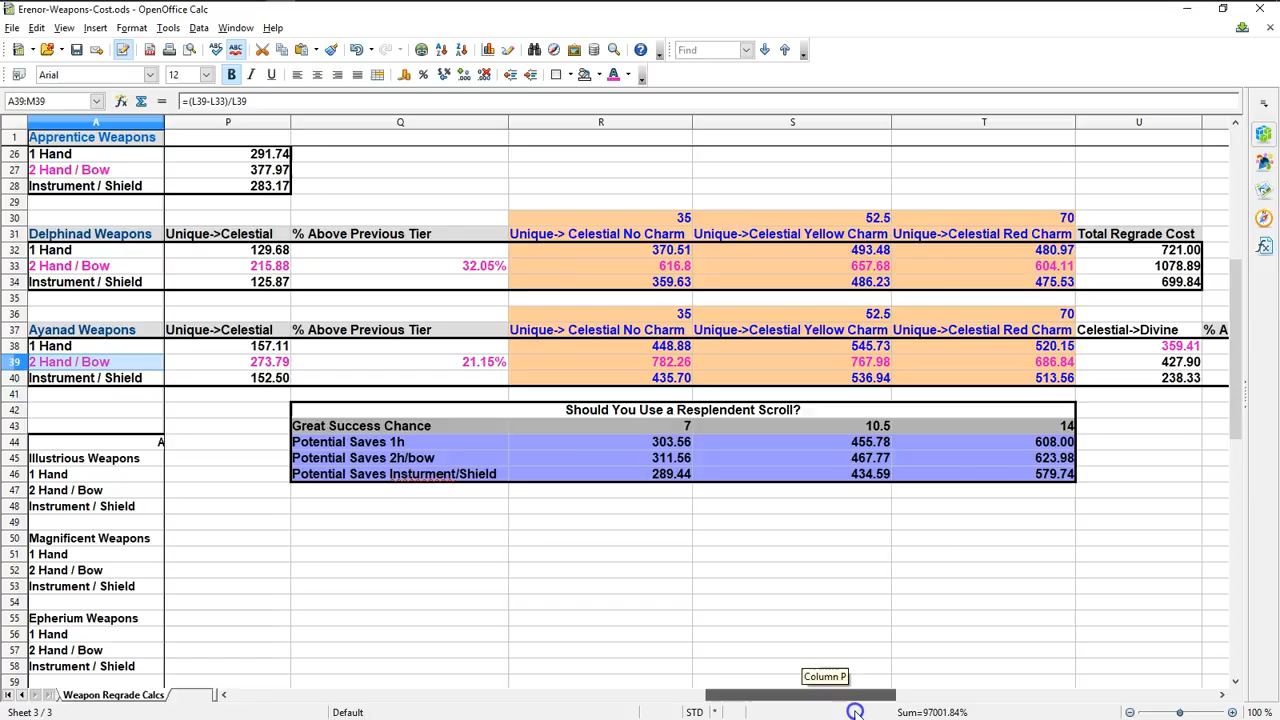 Erenor-Weapons-Cost.ods - OpenOffice Calc
File Edit View Insert Format Tools Data Window Help
Find
Arial 12 B I U A
A39:M39 =(L39-L33)/L39
A P Q R S T U
1 Apprentice Weapons
26 1 Hand 291.74
27 2 Hand / Bow 377.97
28 Instrument / Shield 283.17
29
30 35 52.5 70
31 Delphinad Weapons Unique->Celestial % Above Previous Tier Unique-> Celestial No Charm Unique->Celestial Yellow Charm Unique->Celestial Red Charm Total Regrade Cost
32 1 Hand 129.68 370.51 493.48 480.97 721.00
33 2 Hand / Bow 215.88 32.05% 616.8 657.68 604.11 1078.89
34 Instrument / Shield 125.87 359.63 486.23 475.53 699.84
35
36 35 52.5 70
37 Ayanad Weapons Unique->Celestial % Above Previous Tier Unique-> Celestial No Charm Unique->Celestial Yellow Charm Unique->Celestial Red Charm Celestial->Divine % A
38 1 Hand 157.11 448.88 545.73 520.15 359.41
39 2 Hand / Bow 273.79 21.15% 782.26 767.98 686.84 427.90
40 Instrument / Shield 152.50 435.70 536.94 513.56 238.33
41
42 Should You Use a Resplendent Scroll?
43 Great Success Chance 7 10.5 14
44 A Potential Saves 1h 303.56 455.78 608.00
45 Illustrious Weapons Potential Saves 2h/bow 311.56 467.77 623.98
46 1 Hand Potential Saves Insturment/Shield 289.44 434.59 579.74
47 2 Hand / Bow
48 Instrument / Shield
49
50 Magnificent Weapons
51 1 Hand
52 2 Hand / Bow
53 Instrument / Shield
54
55 Epherium Weapons
56 1 Hand
57 2 Hand / Bow
58 Instrument / Shield
59
Column P
Weapon Regrade Calcs
Sheet 3 / 3 Default STD * Sum=97001.84% 100 %